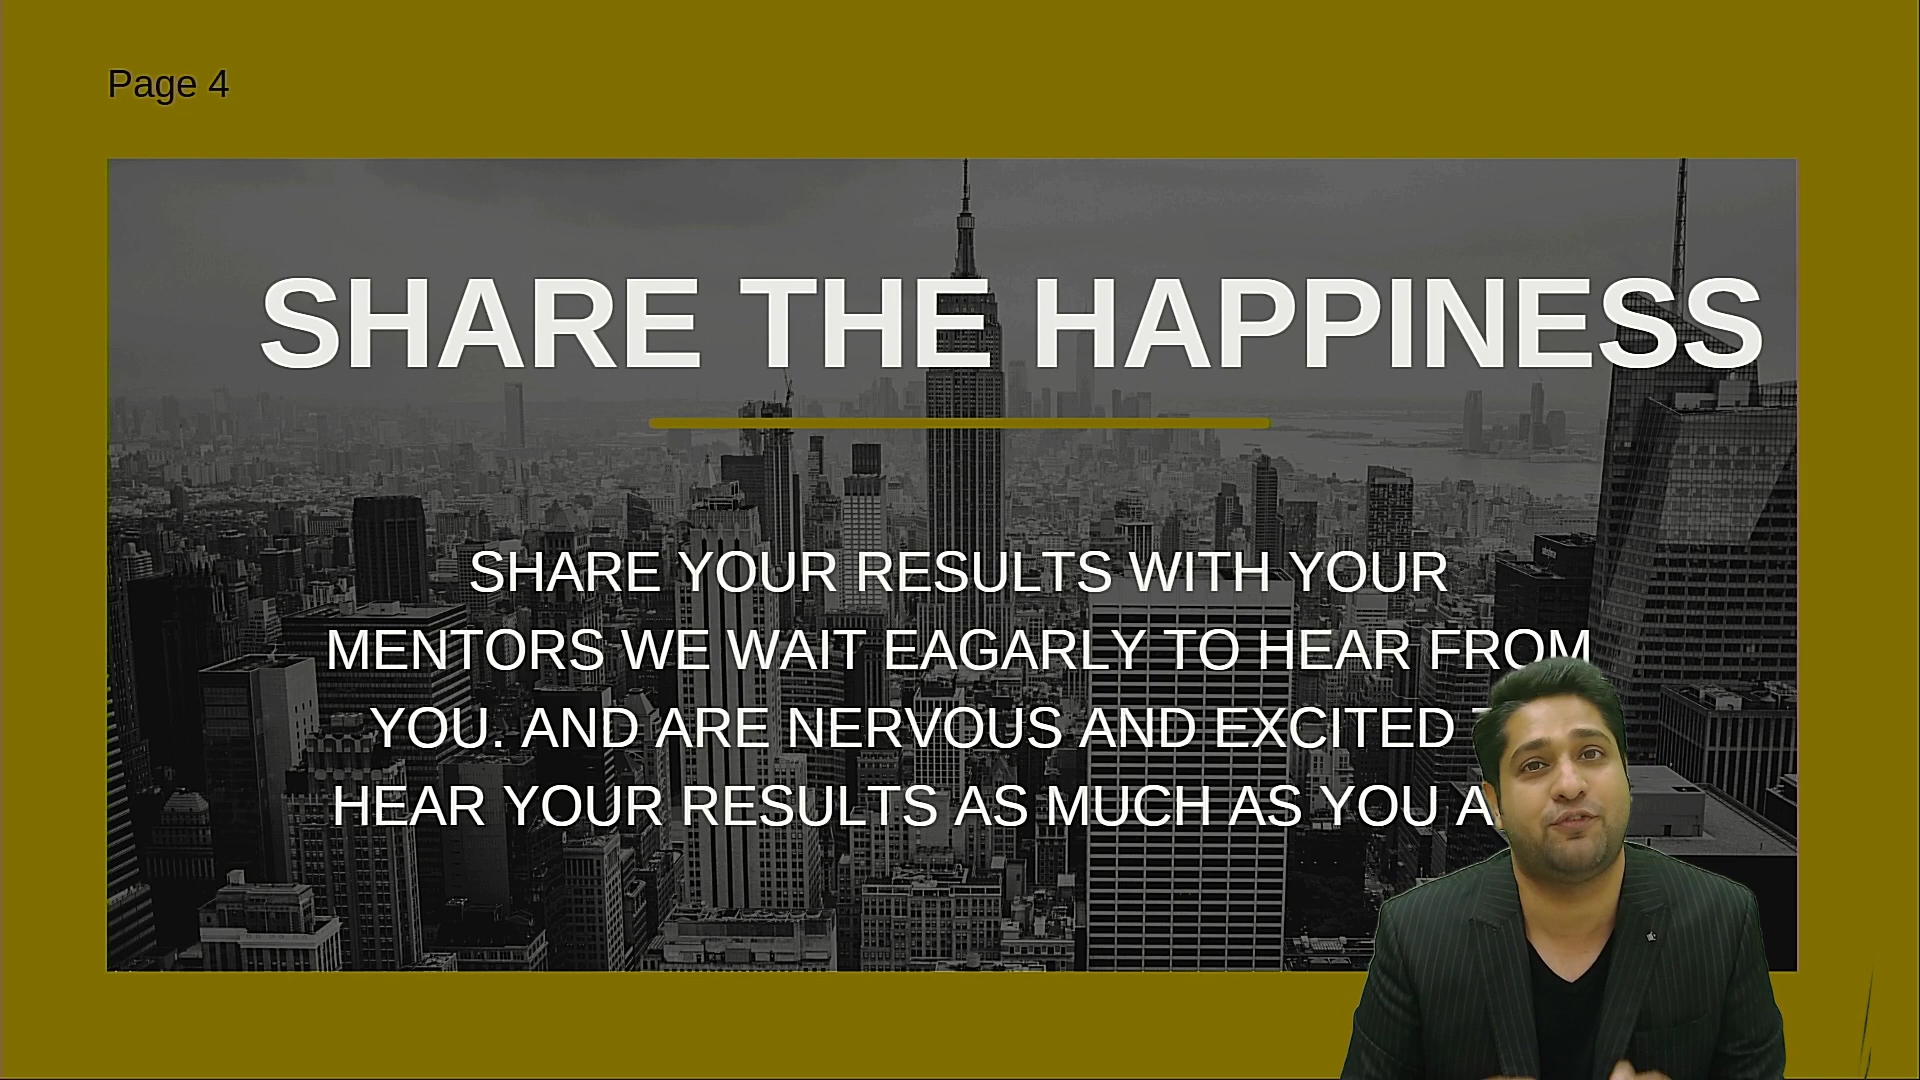 Page 4
SHARE THE HAPPINESS
SHARE YOUR RESULTS WITH YOUR
MENTORS WE WAIT EAGARLY TO HEAR FROM
YOU. AND ARE NERVOUS AND EXCITED
HEAR YOUR RESULTS AS MUCH AS YOU